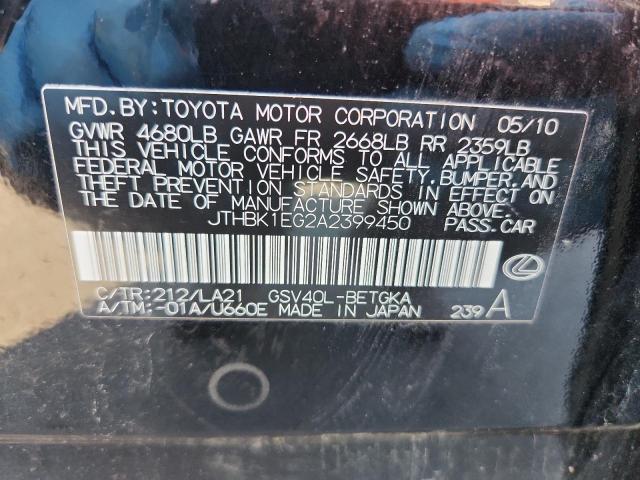 MFD. BY: TOYOTA MOTOR CORPORATION 05/10
GVWR 4680LB GAWR FR 2668LB RR 2359LB
THIS VEHICLE CONFORMS TO ALL APPLICABLE
FEDERAL MOTOR VEHICLE SAFETY, BUMPER, AND
THEFT PREVENTION STANDARDS IN EFFECT ON
THE DATE OF MANUFACTURE SHOWN ABOVE.
JTHBK1EG2A2399450 PASS.CAR
C/TR:212/LA21 GSV40L-BETGKA
A/TM:-01A/U660E MADE IN JAPAN 239 A